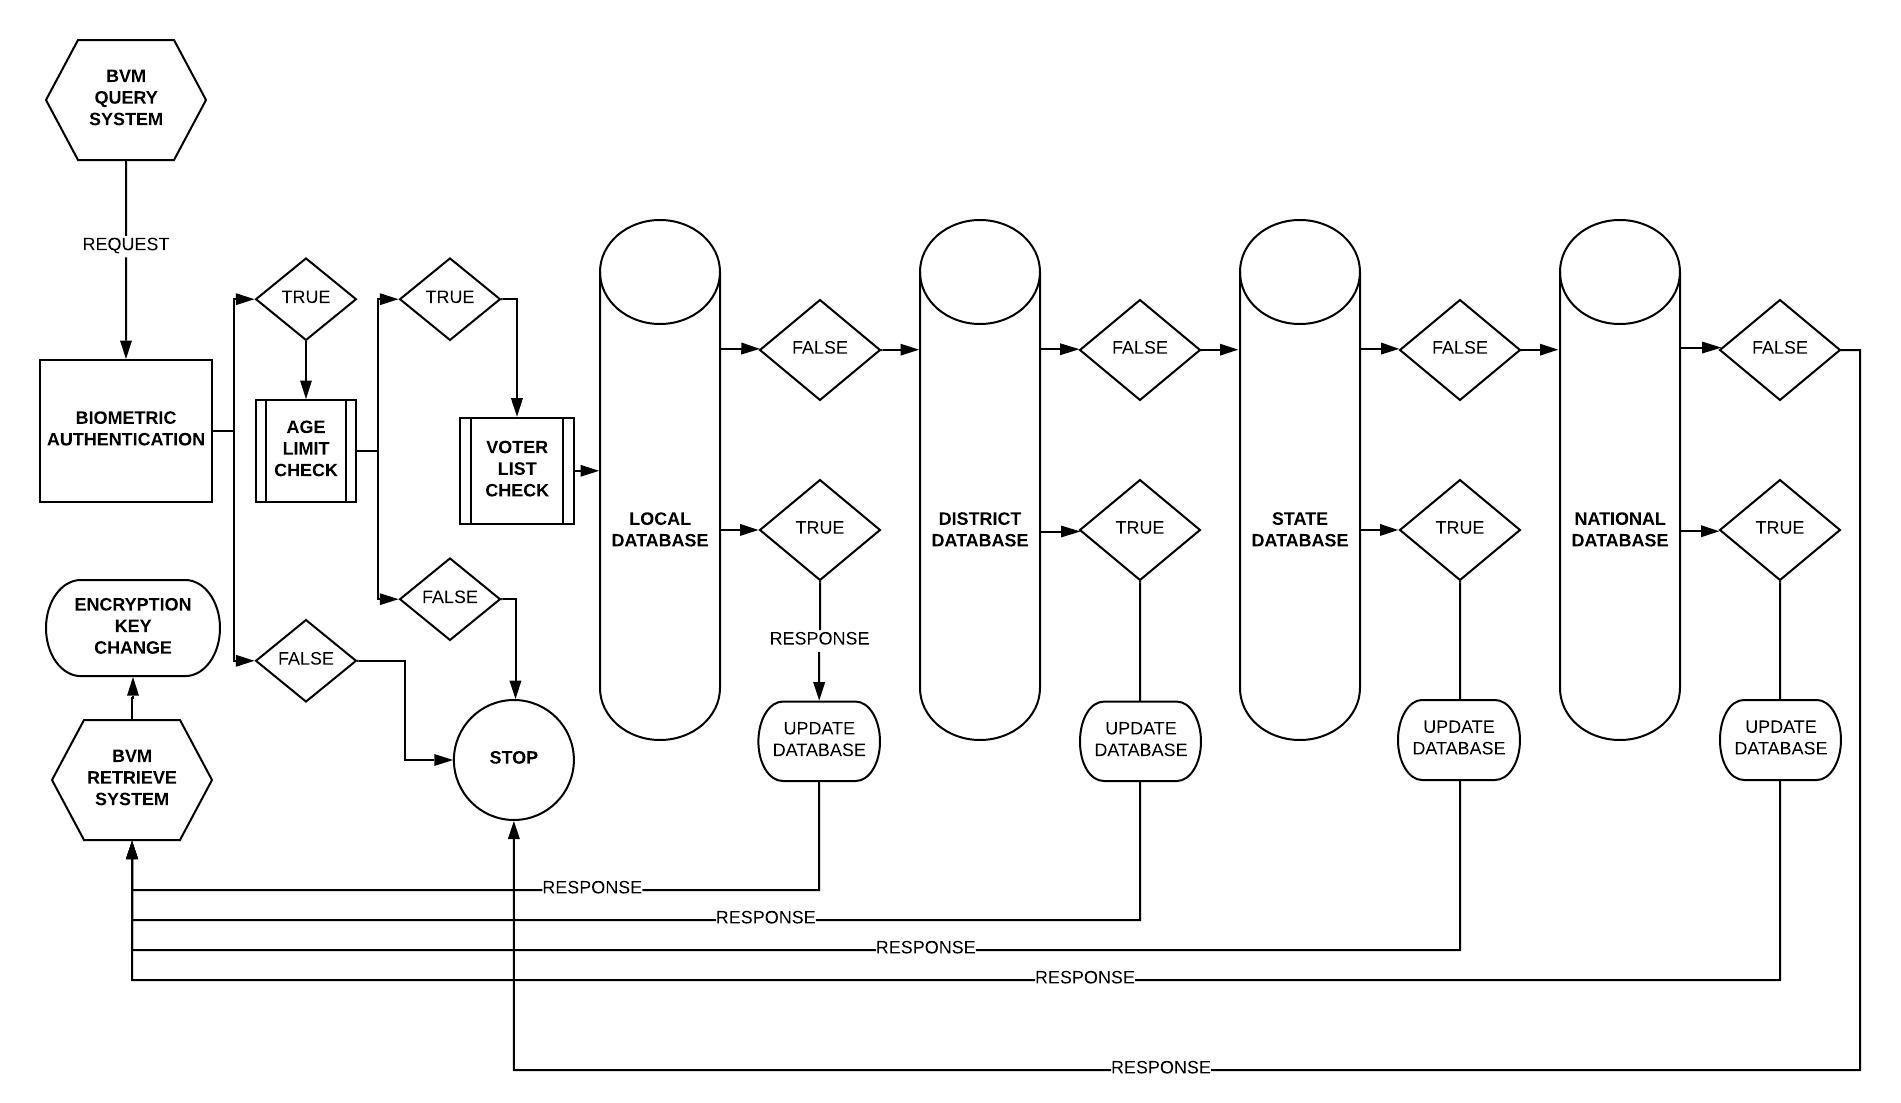 BVM
QUERY
SYSTEM
REQUEST
BIOMETRIC
AUTHENTICATION
TRUE
AGE
LIMIT
CHECK
FALSE
TRUE
VOTER
LIST
CHECK
FALSE
STOP
LOCAL
DATABASE
FALSE
TRUE
RESPONSE
UPDATE
DATABASE
DISTRICT
DATABASE
FALSE
TRUE
UPDATE
DATABASE
STATE
DATABASE
FALSE
TRUE
UPDATE
DATABASE
NATIONAL
DATABASE
FALSE
TRUE
UPDATE
DATABASE
ENCRYPTION
KEY
CHANGE
BVM
RETRIEVE
SYSTEM
RESPONSE
RESPONSE
RESPONSE
RESPONSE
RESPONSE